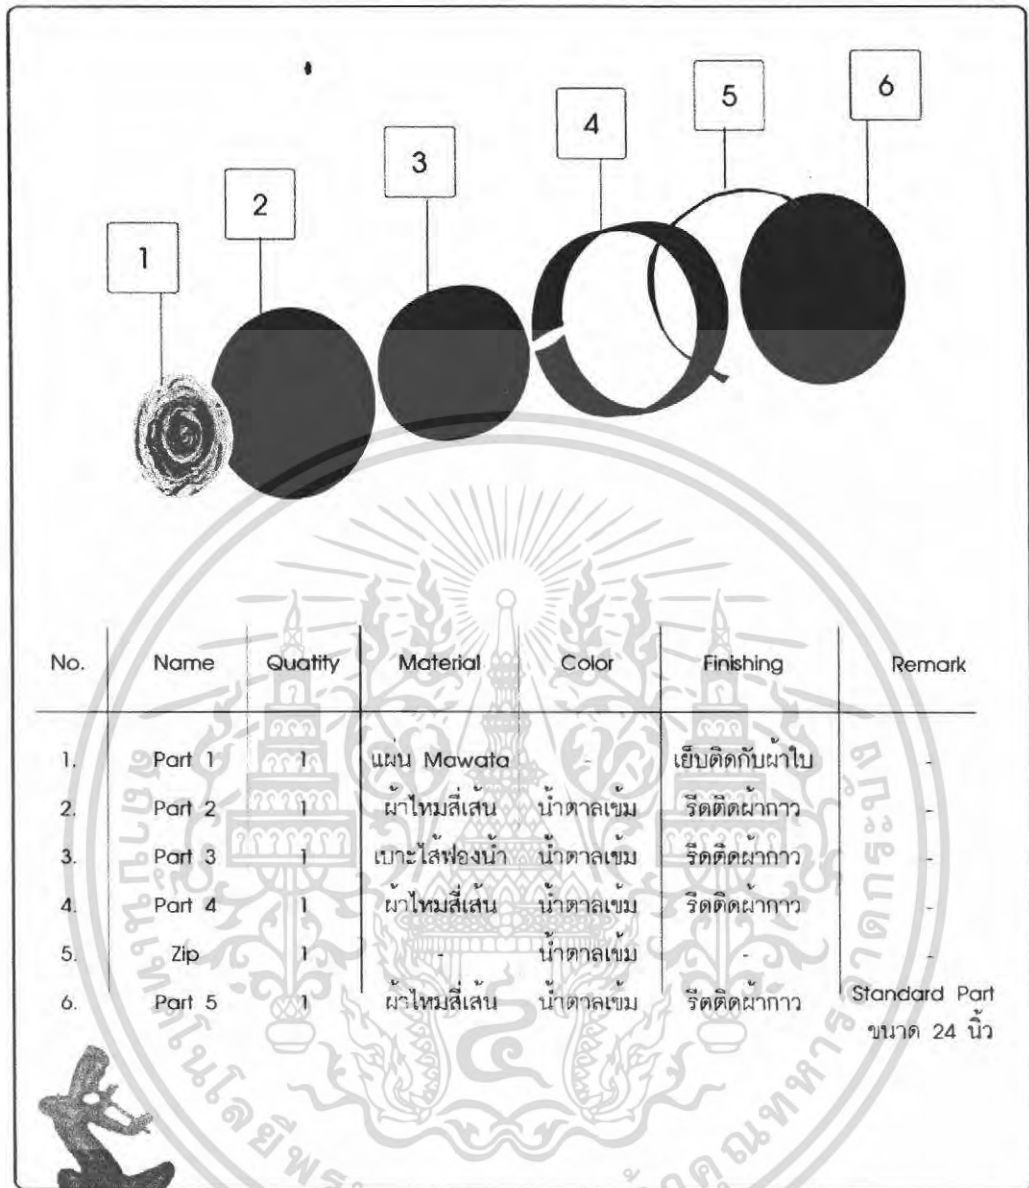 6
5
4
3
2
1
No. Name Quatity Material Color Finishing Remark
1. Part 1 1 แผ่น Mawata - เย็บติดกับผ้าใบ -
2. Part 2 1 ผ้าไหมสี่เส้น น้ำตาลเข้ม รีดติดผ้ากาว -
3. Part 3 1 เบาะไส้ฟองน้ำ น้ำตาลเข้ม รีดติดผ้ากาว -
4. Part 4 1 ผ้าไหมสี่เส้น น้ำตาลเข้ม รีดติดผ้ากาว -
5. Zip 1 - น้ำตาลเข้ม - -
6. Part 5 1 ผ้าไหมสี่เส้น น้ำตาลเข้ม รีดติดผ้ากาว Standard Part
ขนาด 24 นิ้ว